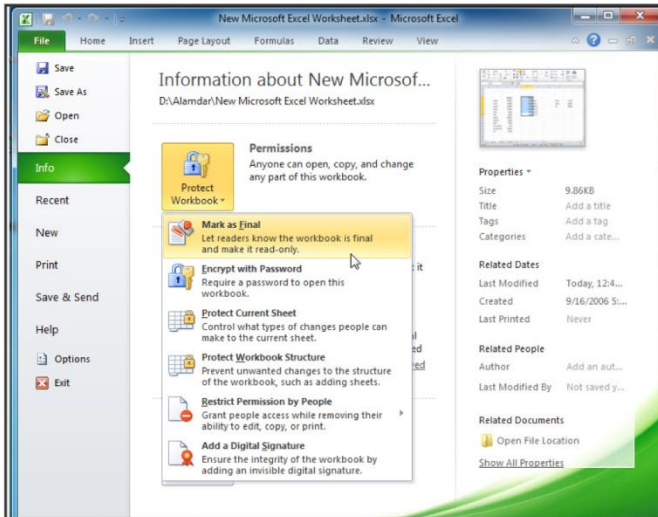 New Microsoft Excel Worksheet.xlsx - Microsoft Excel
File Home Insert Page Layout Formulas Data Review View
Save
Save As
Open
Close
Info
Recent
New
Print
Save & Send
Help
Options
Exit
Information about New Microsof...
D:\Alamdar\New Microsoft Excel Worksheet.xlsx
Protect
Workbook
Permissions
Anyone can open, copy, and change
any part of this workbook.
Mark as Final
Let readers know the workbook is final
and make it read-only.
Encrypt with Password
Require a password to open this
workbook.
Protect Current Sheet
Control what types of changes people can
make to the current sheet.
Protect Workbook Structure
Prevent unwanted changes to the structure
of the workbook, such as adding sheets.
Restrict Permission by People
Grant people access while removing their
ability to edit, copy, or print.
Add a Digital Signature
Ensure the integrity of the workbook by
adding an invisible digital signature.
it
ed
Properties
Size 9.86KB
Title Add a title
Tags Add a tag
Categories Add a cate...
Related Dates
Last Modified Today, 12:4...
Created 9/16/2006 5:...
Last Printed Never
Related People
Author Add an aut...
Last Modified By Not saved y...
Related Documents
Open File Location
Show All Properties